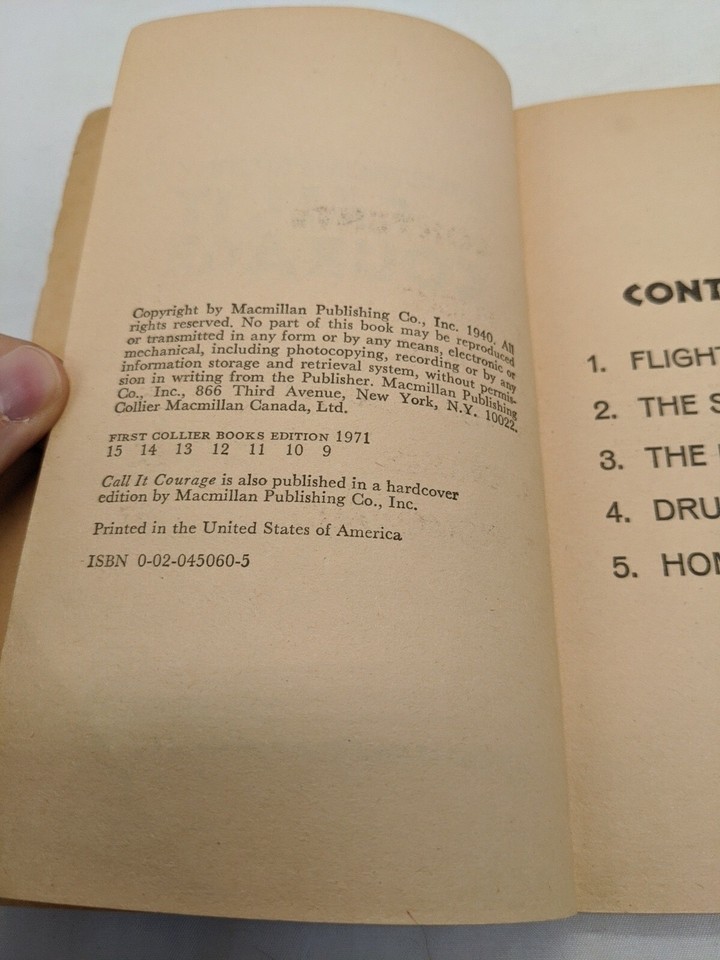 Copyright by Macmillan Publishing Co., Inc. 1940. All
rights reserved. No part of this book may be reproduced
or transmitted in any form or by any means, electronic or
mechanical, including photocopying, recording or by any
information storage and retrieval system, without permis-
sion in writing from the Publisher. Macmillan Publishing
Co., Inc., 866 Third Avenue, New York, N.Y. 10022.
Collier Macmillan Canada, Ltd.
FIRST COLLIER BOOKS EDITION 1971
15 14 13 12 11 10 9
Call It Courage is also published in a hardcover
edition by Macmillan Publishing Co., Inc.
Printed in the United States of America
ISBN 0-02-045060-5
CONT
1. FLIGHT
2. THE S
3. THE
4. DRU
5. HOM